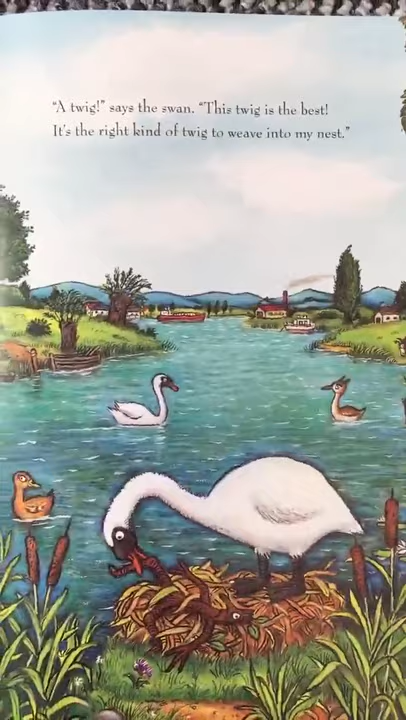 "A twig!" says the swan. "This twig is the best!
It's the right kind of twig to weave into my nest."